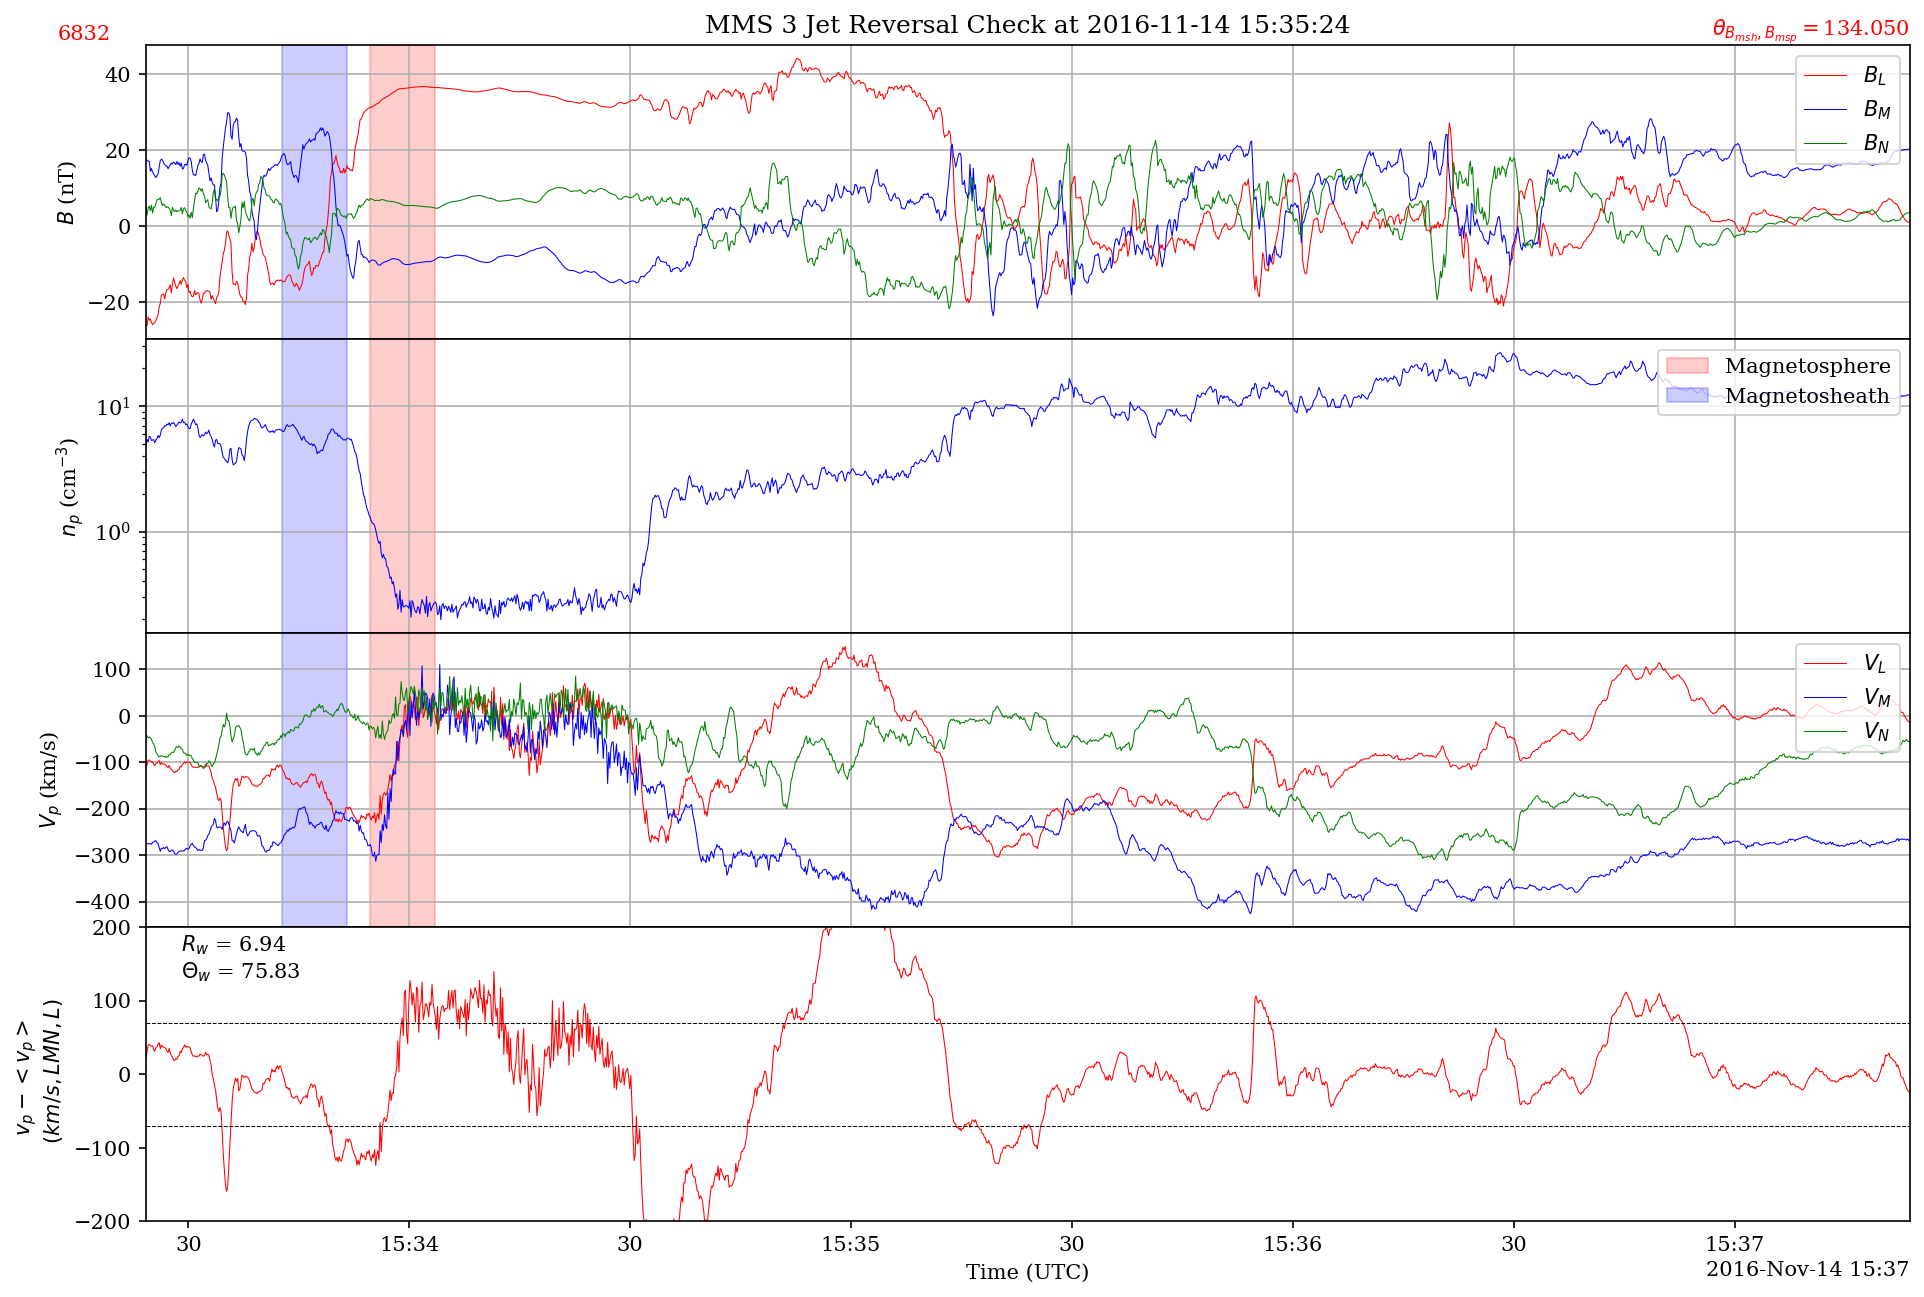 MMS 3 Jet Reversal Check at 2016-11-14 15:35:24
6832
θ_{B_{msh}, B_{msp}} = 134.050
40
20
0
−20
B (nT)
B_L
B_M
B_N
10^1
10^0
n_p (cm^{−3})
Magnetosphere
Magnetosheath
100
0
−100
−200
−300
−400
V_p (km/s)
V_L
V_M
V_N
200
100
0
−100
−200
v_p − < v_p >
(km/s, LMN, L)
R_w = 6.94
Θ_w = 75.83
30
15:34
30
15:35
30
15:36
30
15:37
Time (UTC)
2016-Nov-14 15:37